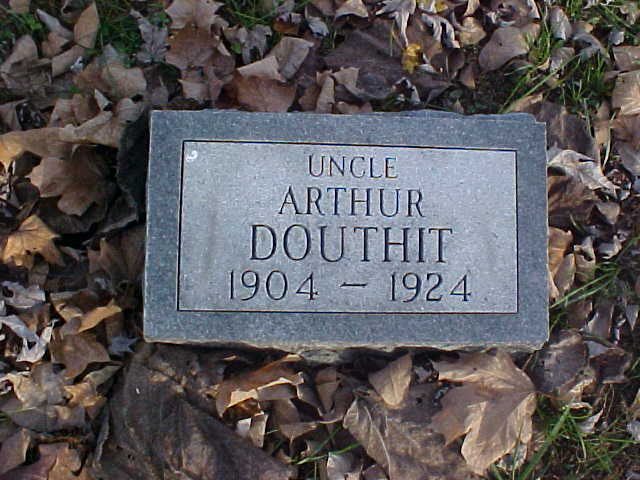 UNCLE
ARTHUR
DOUTHIT
1904 – 1924